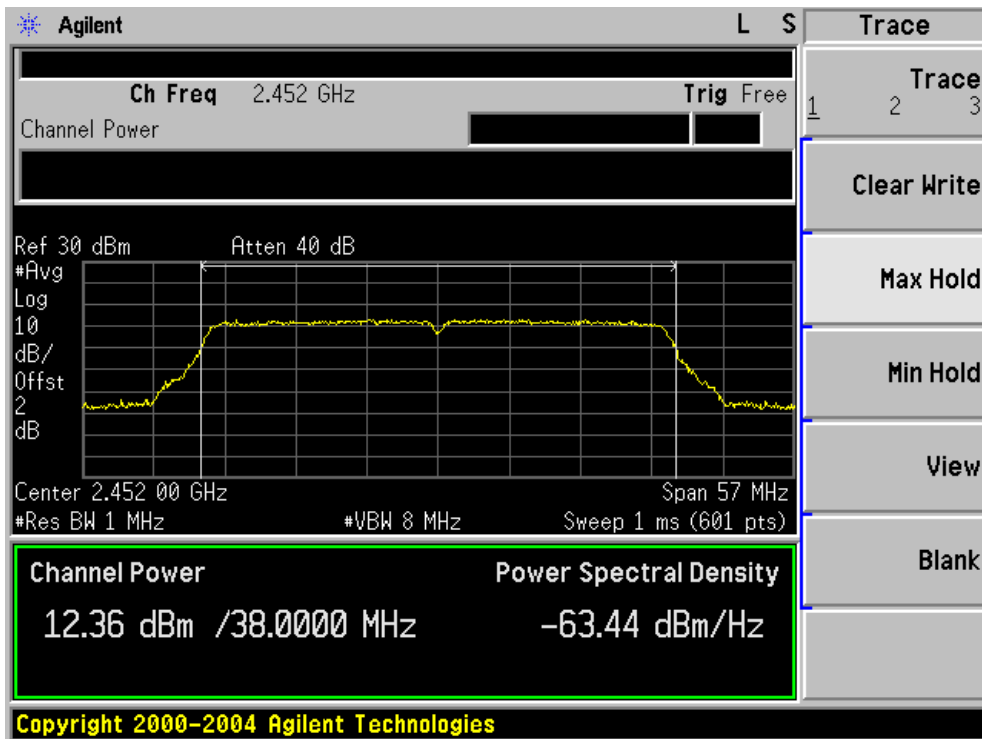 Agilent L S Trace
Ch Freq 2.452 GHz Trig Free
Channel Power
Trace
1 2 3
Clear Write
Max Hold
Min Hold
View
Blank
Ref 30 dBm Atten 40 dB
#Avg
Log
10
dB/
Offst
2
dB
Center 2.452 00 GHz Span 57 MHz
#Res BW 1 MHz #VBW 8 MHz Sweep 1 ms (601 pts)
Channel Power Power Spectral Density
12.36 dBm /38.0000 MHz -63.44 dBm/Hz
Copyright 2000-2004 Agilent Technologies